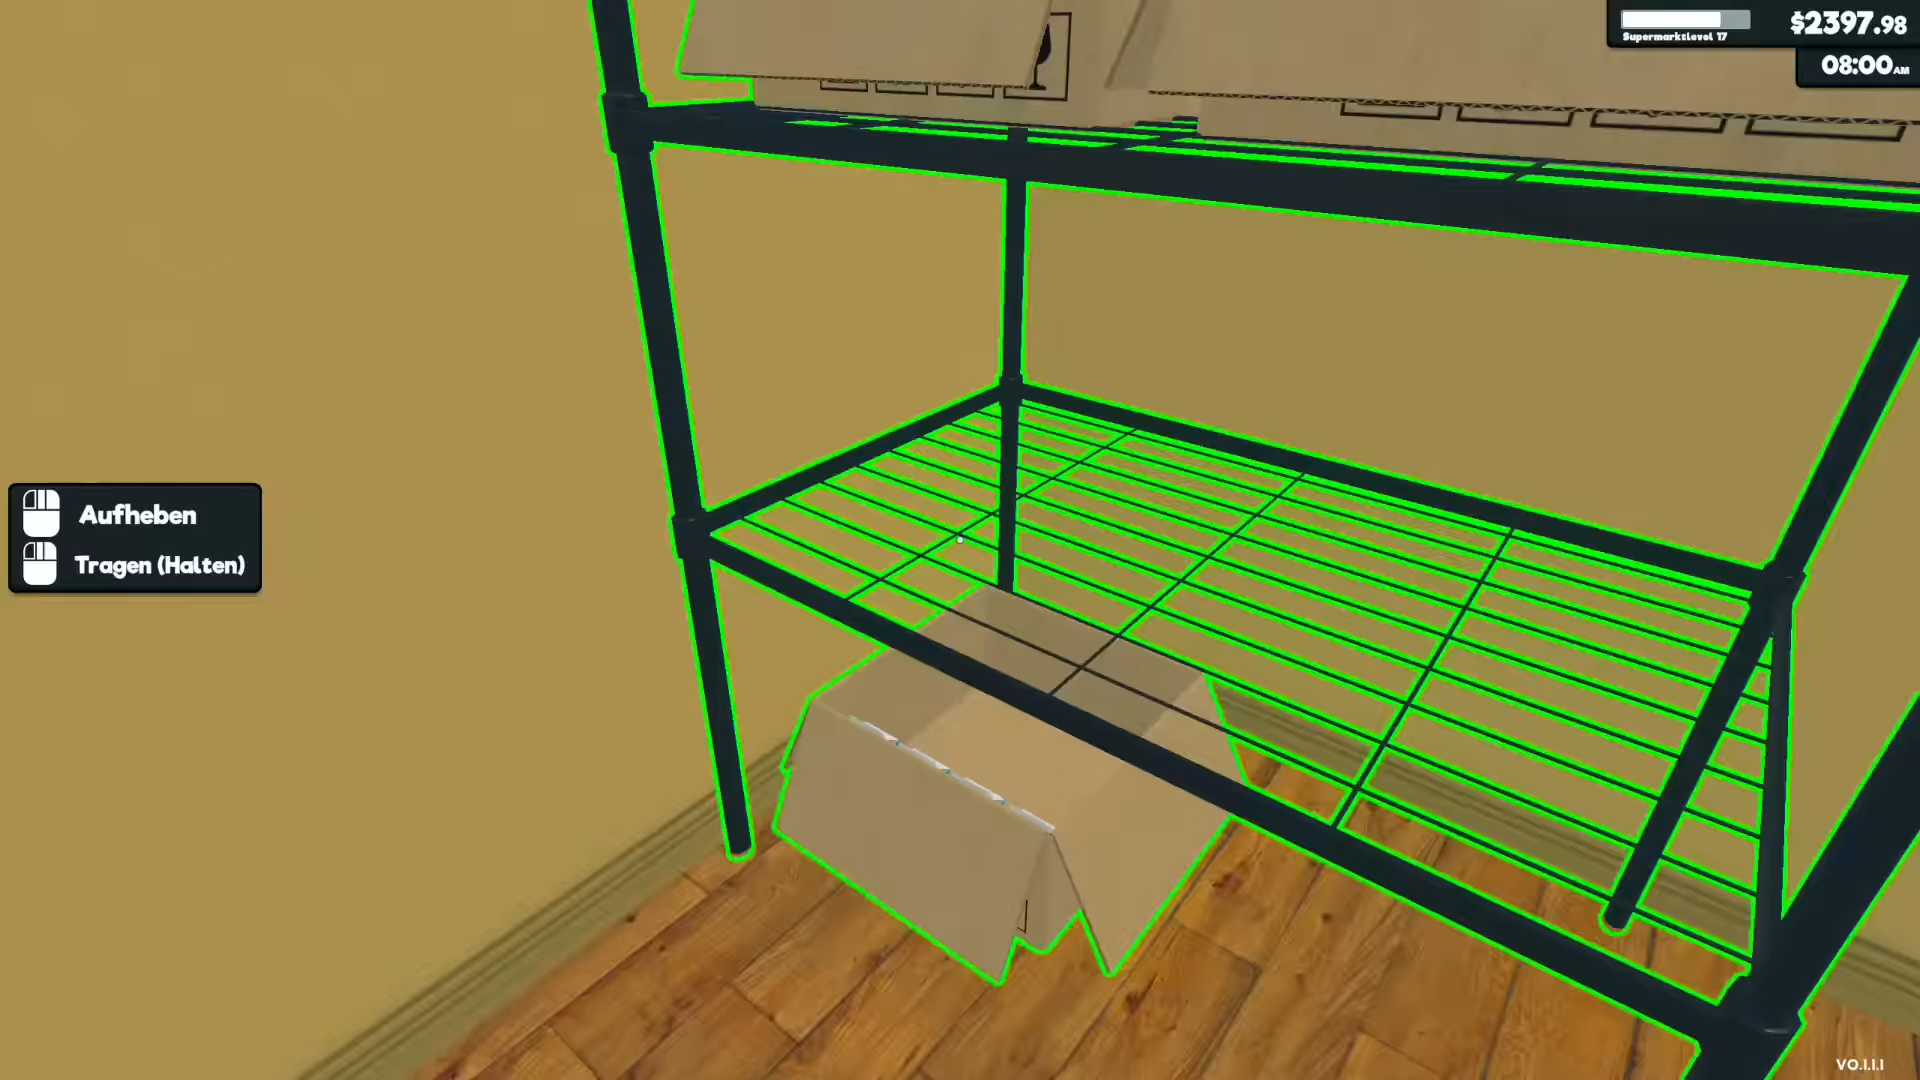 $2397.98
Supermarktlevel 17
08:00AM
Aufheben
Tragen (Halten)
V0.1.1.1